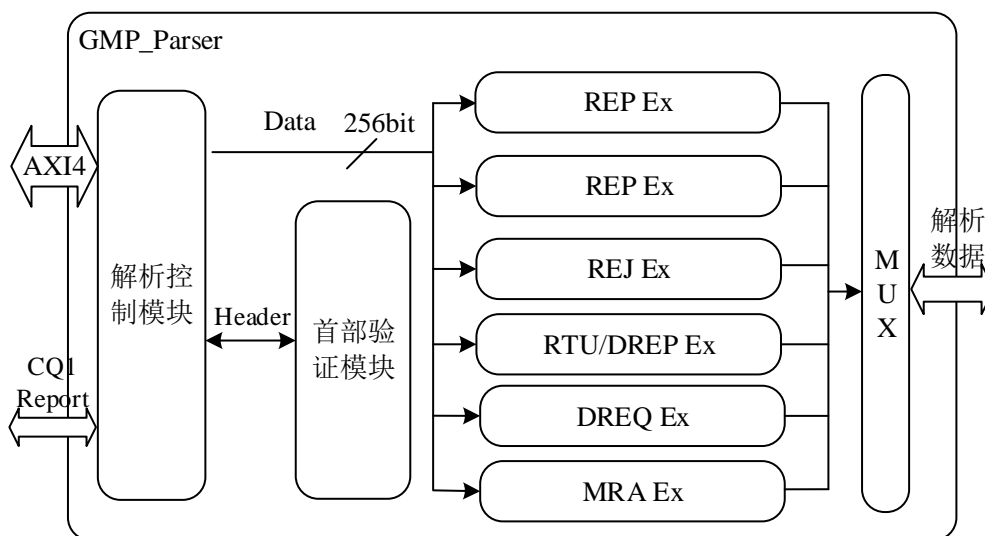 GMP_Parser
AXI4
CQ1
Report
解析控
制模块
Data
256bit
Header
首部验
证模块
REP Ex
REP Ex
REJ Ex
RTU/DREP Ex
DREQ Ex
MRA Ex
M
U
X
解析
数据